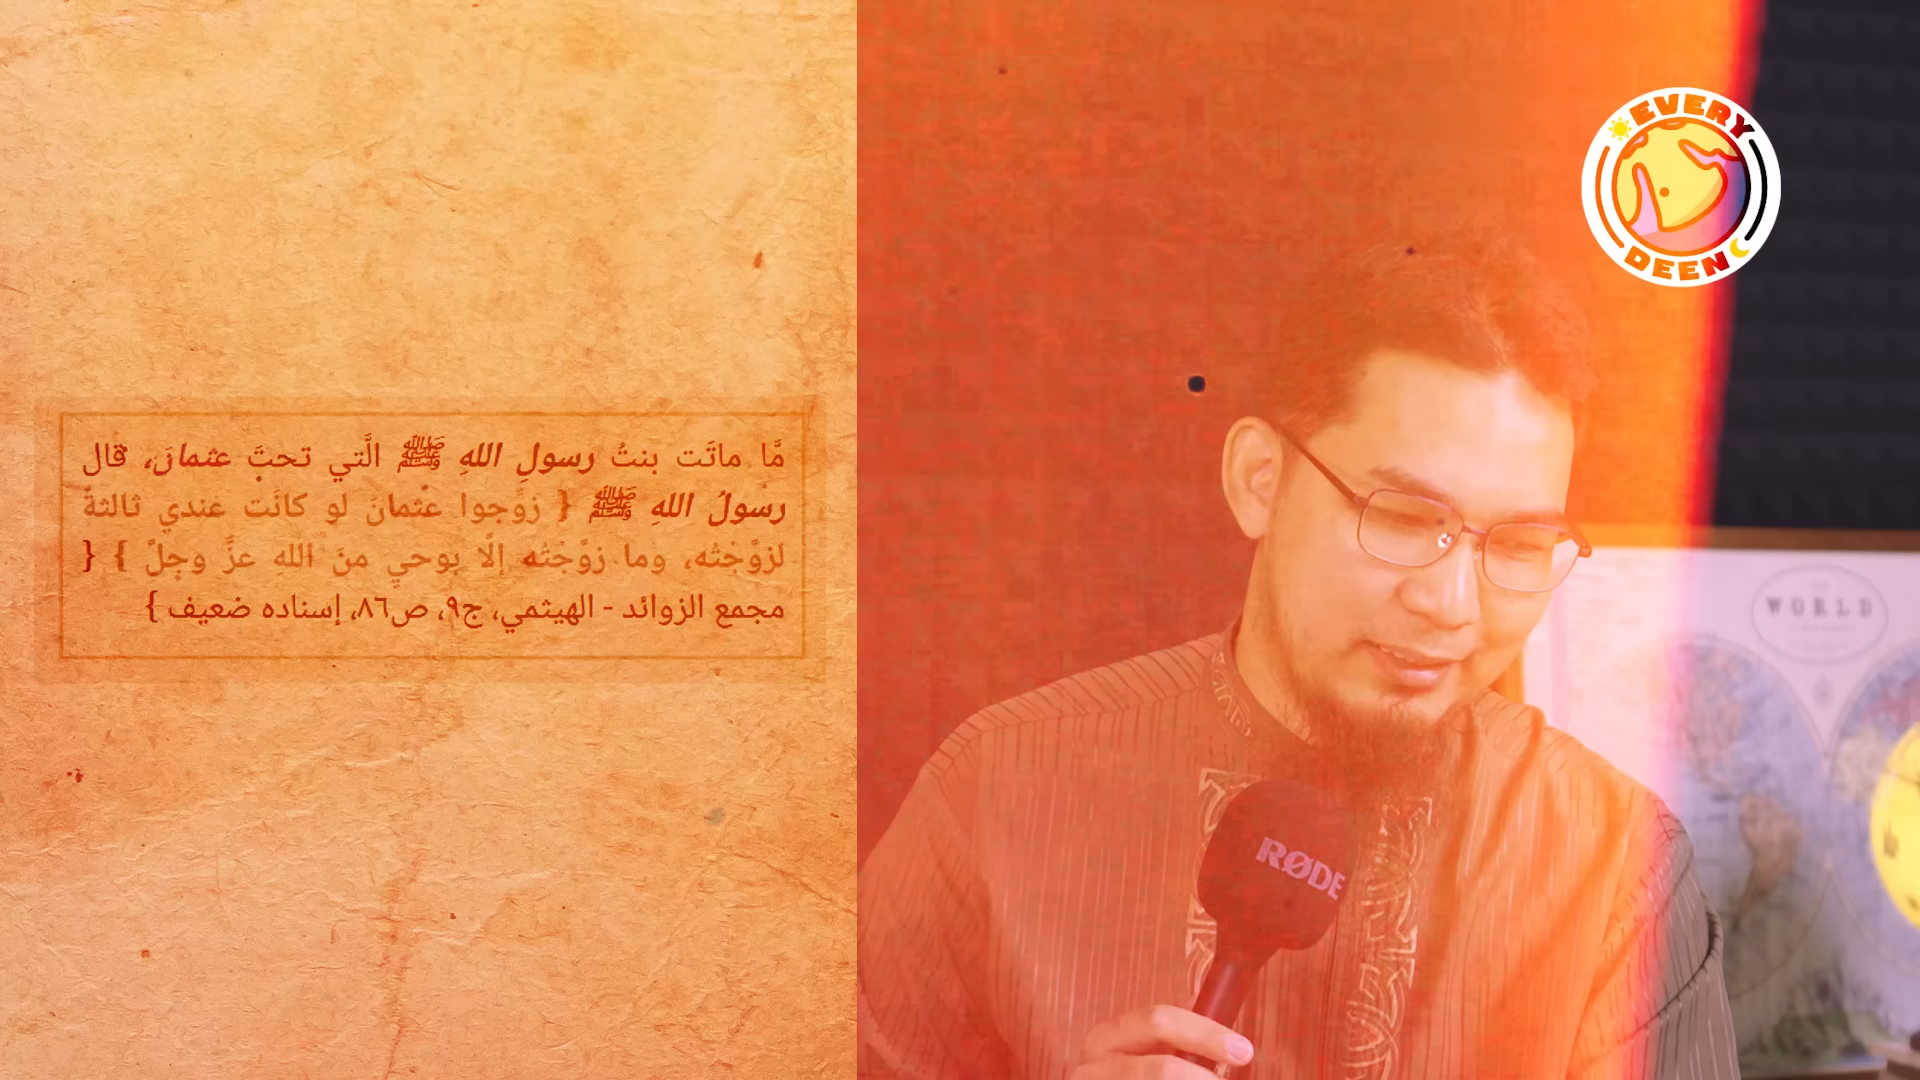 مَّا ماتَت بنتُ رسولِ اللهِ ﷺ الَّتي تحتَ عثمانَ، قال
رسولُ اللهِ ﷺ { زوِّجوا عثمانَ لو كانَت عندي ثالثةٌ
لزوَّجْتُه، وما زوَّجْتُه إلَّا بوحيٍ منَ اللهِ عزَّ وجلَّ } {
مجمع الزوائد - الهيثمي، ج٩، ص٨٦، إسناده ضعيف }
EVERY
DEEN
WORLD
RØDE